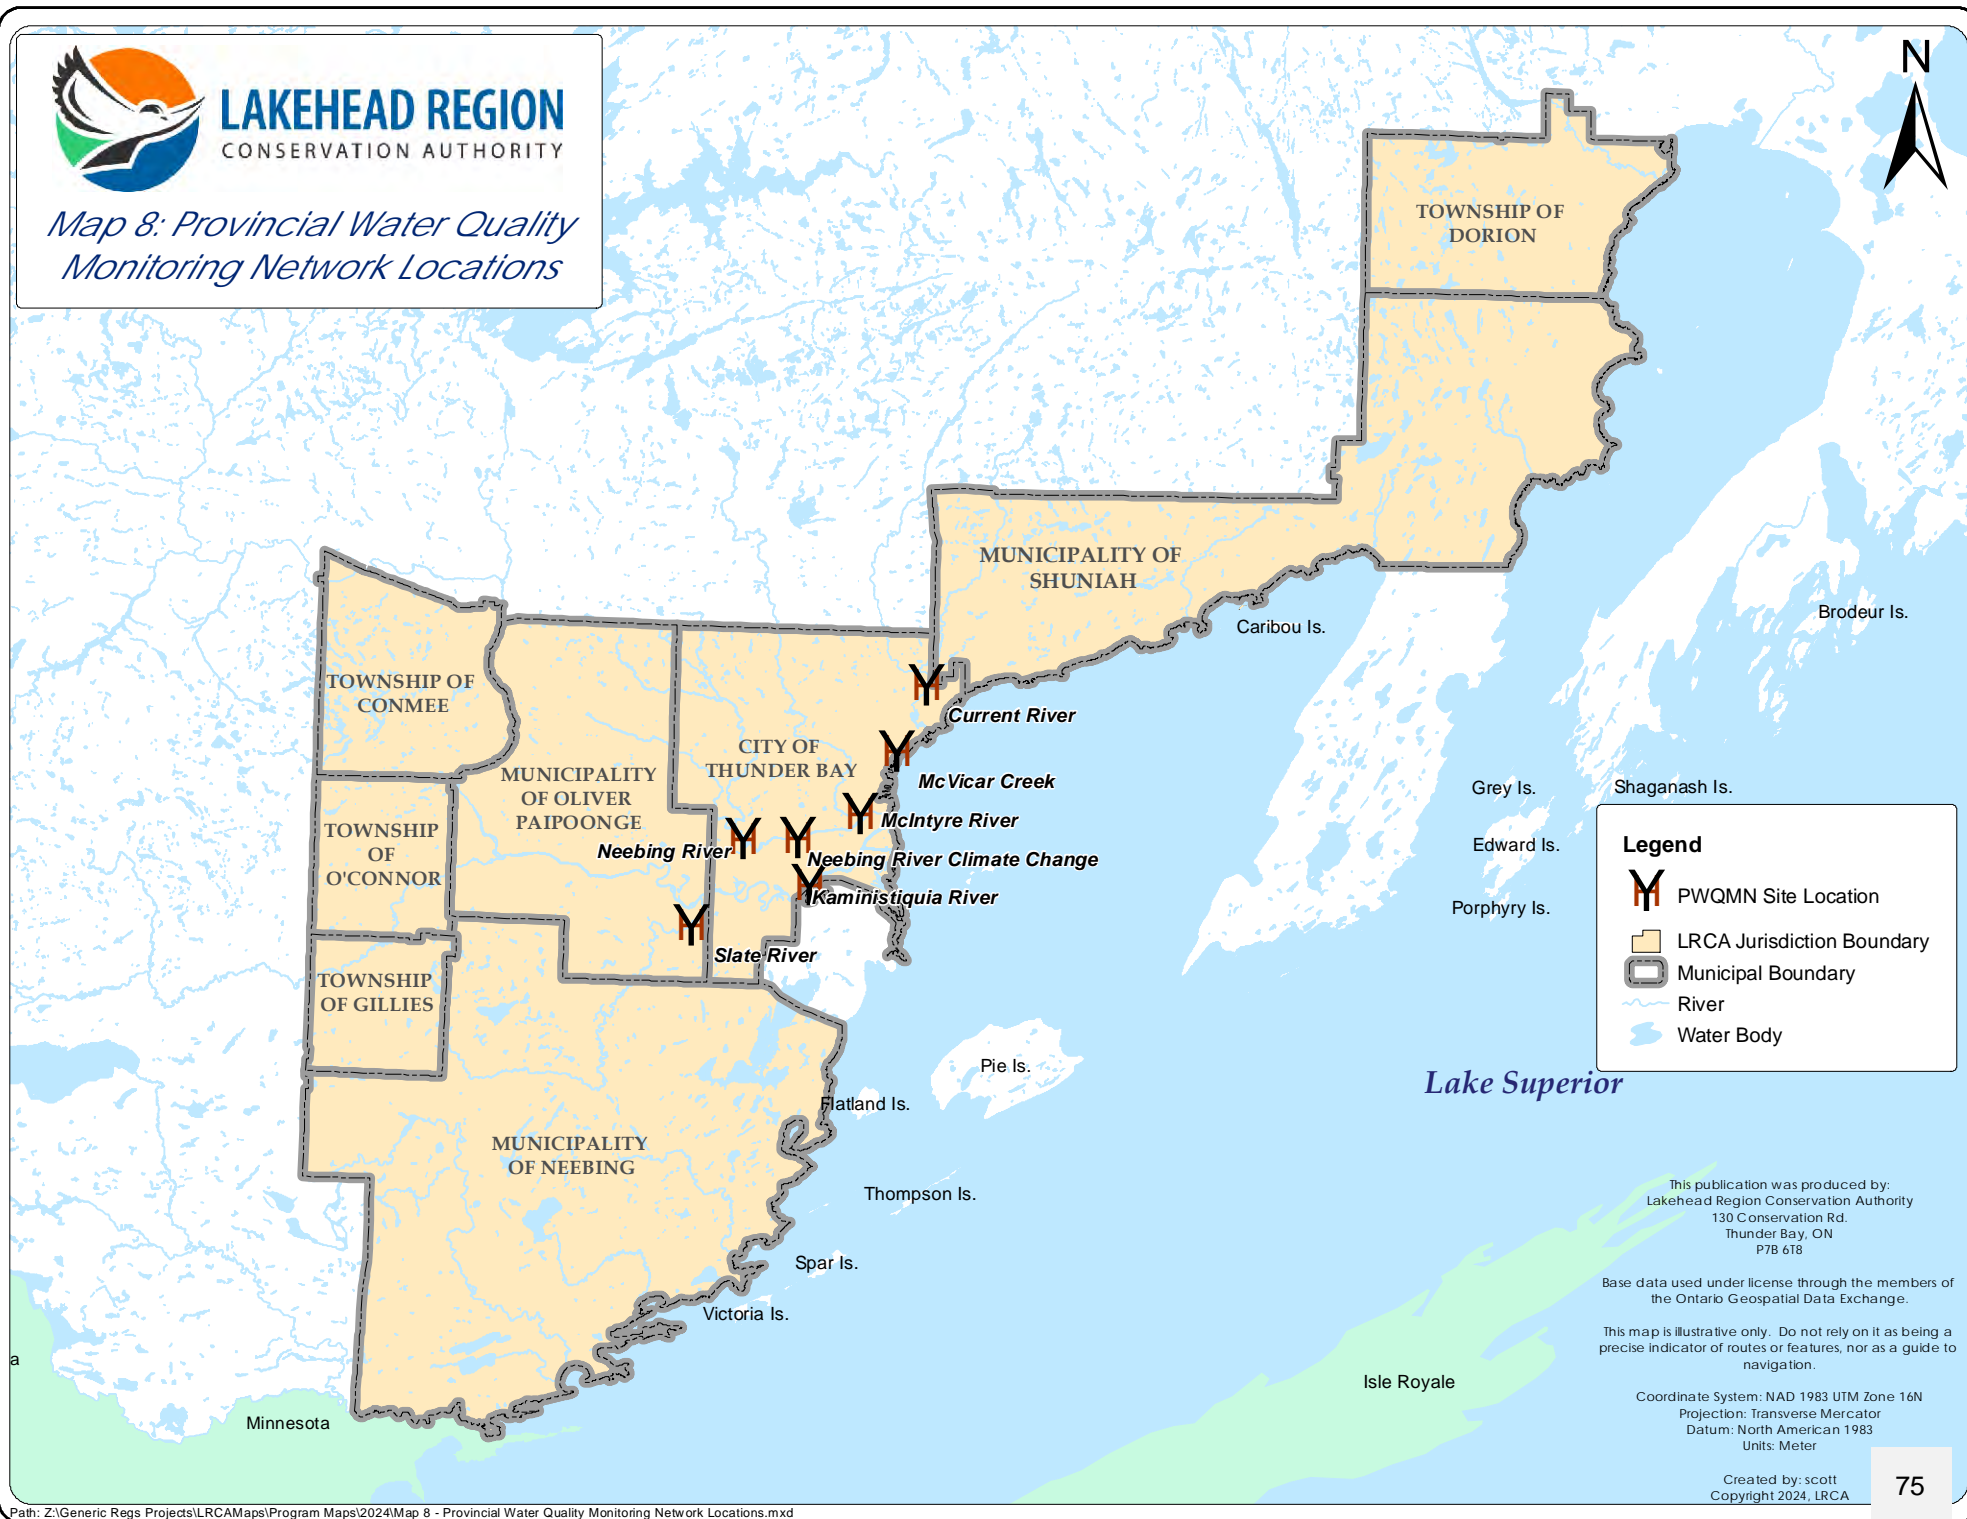 LAKEHEAD REGION
CONSERVATION AUTHORITY
Map 8: Provincial Water Quality
Monitoring Network Locations
N
TOWNSHIP OF
DORION
MUNICIPALITY OF
SHUNIAH
Caribou Is.
Brodeur Is.
TOWNSHIP OF
CONMEE
Current River
CITY OF
THUNDER BAY
MUNICIPALITY
OF OLIVER
PAIPOONGE
McVicar Creek
Grey Is.
Shaganash Is.
TOWNSHIP
OF
O'CONNOR
McIntyre River
Neebing River
Neebing River Climate Change
Edward Is.
Kaministiquia River
Porphyry Is.
Slate River
TOWNSHIP
OF GILLIES
Legend
PWQMN Site Location
LRCA Jurisdiction Boundary
Municipal Boundary
River
Water Body
Pie Is.
Lake Superior
Flatland Is.
MUNICIPALITY
OF NEEBING
Thompson Is.
Spar Is.
Victoria Is.
a
Isle Royale
Minnesota
This publication was produced by:
Lakehead Region Conservation Authority
130 Conservation Rd.
Thunder Bay, ON
P7B 6T8
Base data used under license through the members of
the Ontario Geospatial Data Exchange.
This map is illustrative only. Do not rely on it as being a
precise indicator of routes or features, nor as a guide to
navigation.
Coordinate System: NAD 1983 UTM Zone 16N
Projection: Transverse Mercator
Datum: North American 1983
Units: Meter
Created by: scott
Copyright 2024, LRCA
75
Path: Z:\Generic Regs Projects\LRCAMaps\Program Maps\2024\Map 8 - Provincial Water Quality Monitoring Network Locations.mxd